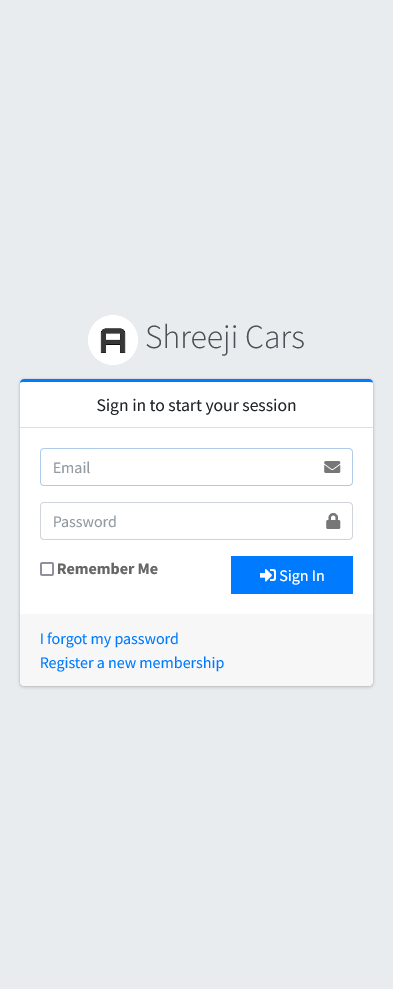 Shreeji Cars
Sign in to start your session
Email
Password
Remember Me
Sign In
I forgot my password
Register a new membership